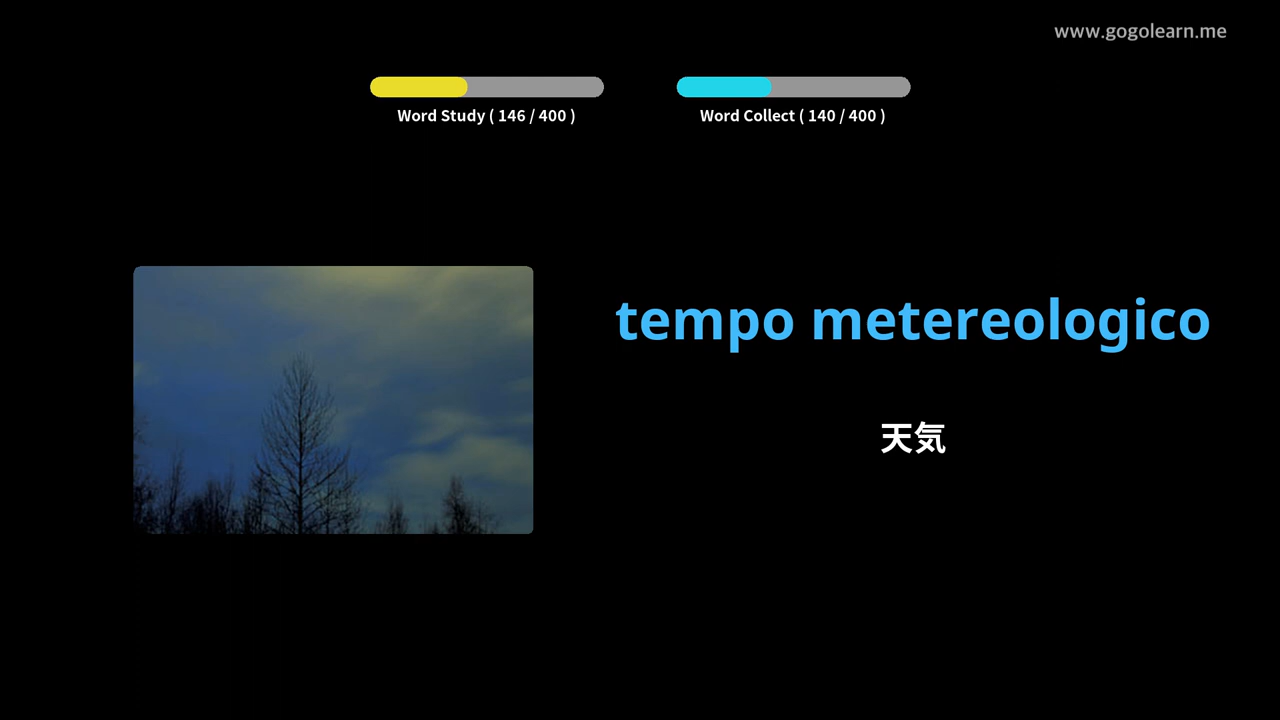 www.gogolearn.me
Word Study ( 146 / 400 )
Word Collect ( 140 / 400 )
tempo metereologico
天気